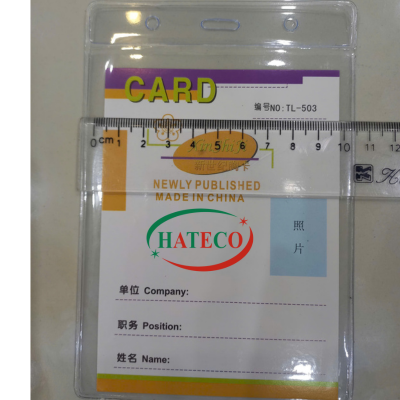 CARD
编号NO: TL-503
0cm 1 2 3 4 5 6 7 8 9 10 11 12
NEWLY PUBLISHED
MADE IN CHINA
HATECO
照
片
单位 Company:
职务 Position:
姓名 Name: